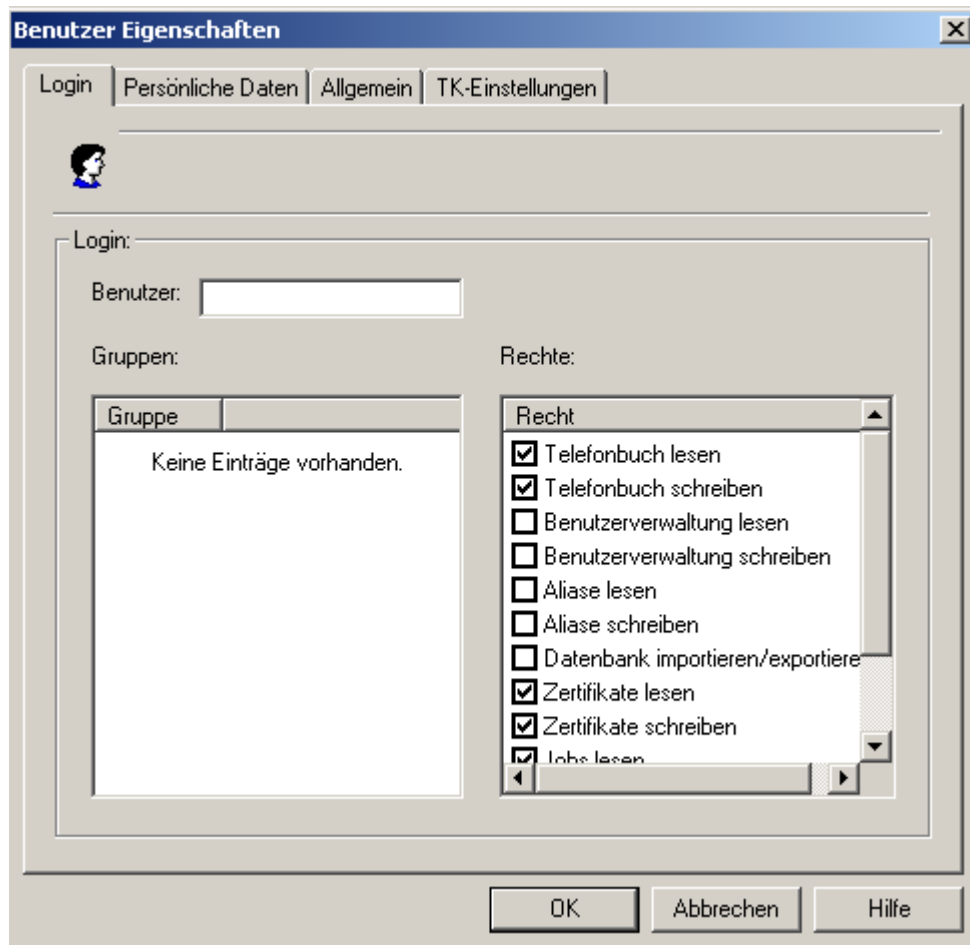 Benutzer Eigenschaften
Login Persönliche Daten Allgemein TK-Einstellungen
Login:
Benutzer:
Gruppen: Rechte:
Gruppe
Keine Einträge vorhanden.
Recht
Telefonbuch lesen
Telefonbuch schreiben
Benutzerverwaltung lesen
Benutzerverwaltung schreiben
Aliase lesen
Aliase schreiben
Datenbank importieren/exportiere
Zertifikate lesen
Zertifikate schreiben
Jobs lesen
OK Abbrechen Hilfe